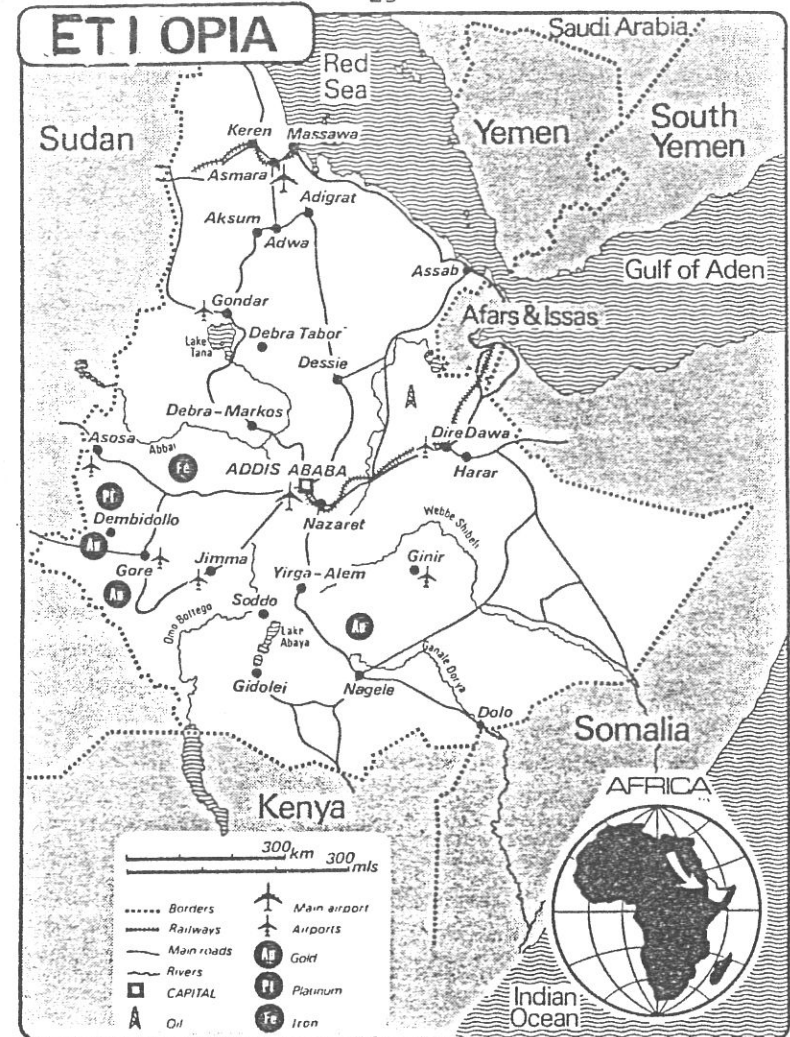 ETIOPIA
Saudi Arabia
Red
Sea
Sudan
Yemen
South
Yemen
Keren
Massawa
Asmara
Adigrat
Aksum
Adwa
Assab
Gulf of Aden
Gondar
Afars & Issas
Lake
Tana
Debra Tabor
Dessie
Debra-Markos
Asosa
Abbai
Dire Dawa
Fe
ADDIS ABABA
Harar
Pt
Nazaret
Webbe Shibeli
Dembidollo
Au
Gore
Jimma
Ginir
Yirga-Alem
Au
Soddo
Omo Bottego
Au
Lake
Abaya
Ganale Dorya
Gidolei
Nagele
Dolo
Somalia
Kenya
AFRICA
300 km
300 mls
Borders
Main airport
Railways
Airports
Main roads
Au Gold
Rivers
CAPITAL
Pt Platinum
Oil
Fe Iron
Indian
Ocean